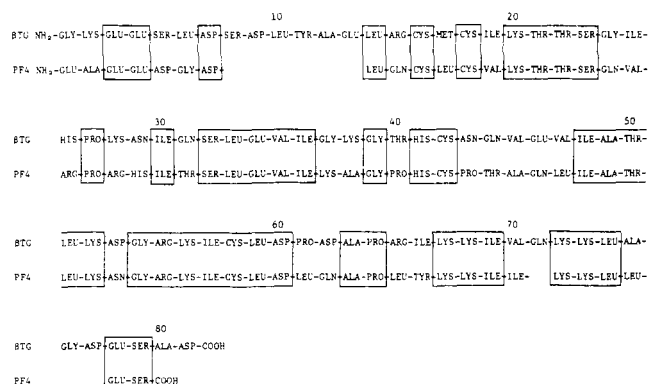 10 20
BTG NH₂-GLY-LYS-GLU-GLU-SER-LEU-ASP-SER-ASP-LEU-TYR-ALA-GLU-LEU-ARG-CYS-MET-CYS-ILE-LYS-THR-THR-SER-GLY-ILE-
PF4 NH₂-GLU-ALA-GLU-GLU-ASP-GLY-ASP LEU-GLN-CYS-LEU-CYS-VAL-LYS-THR-THR-SER-GLN-VAL-
30 40 50
BTG HIS-PRO-LYS-ASN-ILE-GLN-SER-LEU-GLU-VAL-ILE-GLY-LYS-GLY-THR-HIS-CYS-ASN-GLN-VAL-GLU-VAL-ILE-ALA-THR-
PF4 ARG-PRO-ARG-HIS-ILE-THR-SER-LEU-GLU-VAL-ILE-LYS-ALA-GLY-PRO-HIS-CYS-PRO-THR-ALA-GLN-LEU-ILE-ALA-THR-
60 70
BTG LEU-LYS-ASP-GLY-ARG-LYS-ILE-CYS-LEU-ASP-PRO-ASP-ALA-PRO-ARG-ILE-LYS-LYS-ILE-VAL-GLN-LYS-LYS-LEU-ALA-
PF4 LEU-LYS-ASN-GLY-ARG-LYS-ILE-CYS-LEU-ASP-LEU-GLN-ALA-PRO-LEU-TYR-LYS-LYS-ILE-ILE- LYS-LYS-LEU-LEU-
80
BTG GLY-ASP-GLU-SER-ALA-ASP-COOH
PF4 GLU-SER-COOH